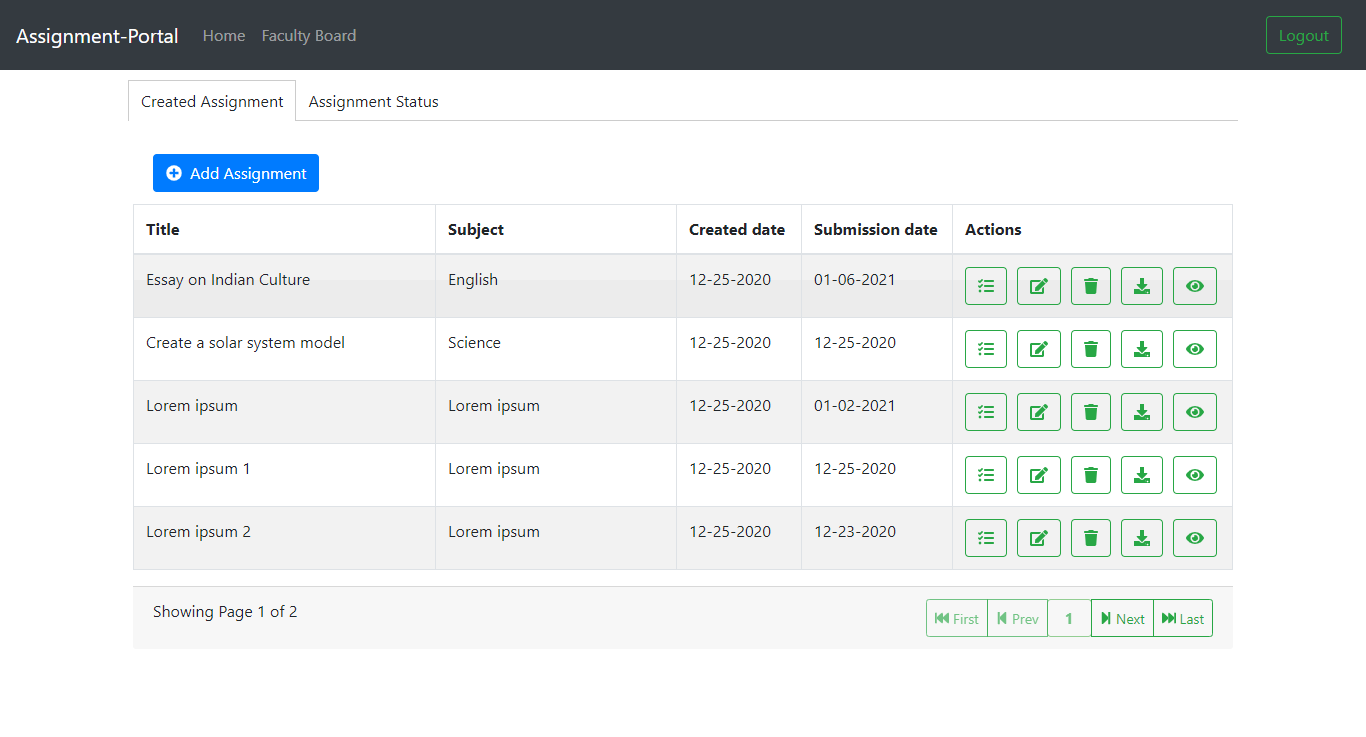 Assignment-Portal Home Faculty Board Logout
Created Assignment Assignment Status
Add Assignment
Title Subject Created date Submission date Actions
Essay on Indian Culture English 12-25-2020 01-06-2021
Create a solar system model Science 12-25-2020 12-25-2020
Lorem ipsum Lorem ipsum 12-25-2020 01-02-2021
Lorem ipsum 1 Lorem ipsum 12-25-2020 12-25-2020
Lorem ipsum 2 Lorem ipsum 12-25-2020 12-23-2020
Showing Page 1 of 2 First Prev 1 Next Last